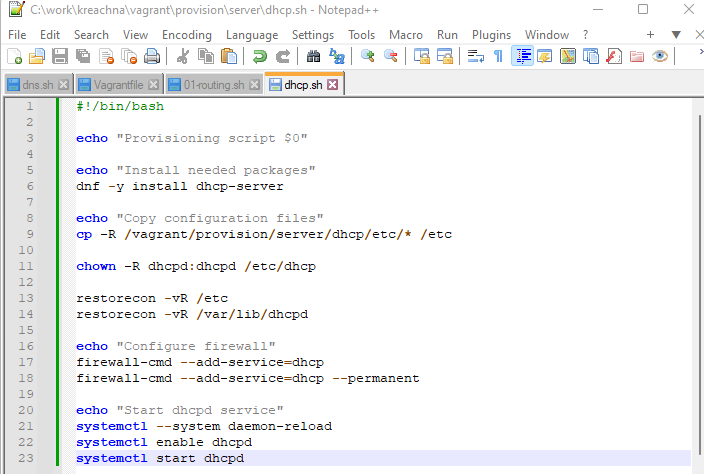 C:\work\kreachna\vagrant\provision\server\dhcp.sh - Notepad++
File Edit Search View Encoding Language Settings Tools Macro Run Plugins Window ? + ▼ X
dns.sh Vagrantfile 01-routing.sh dhcp.sh
1 #!/bin/bash
2
3 echo "Provisioning script $0"
4
5 echo "Install needed packages"
6 dnf -y install dhcp-server
7
8 echo "Copy configuration files"
9 cp -R /vagrant/provision/server/dhcp/etc/* /etc
10
11 chown -R dhcpd:dhcpd /etc/dhcp
12
13 restorecon -vR /etc
14 restorecon -vR /var/lib/dhcpd
15
16 echo "Configure firewall"
17 firewall-cmd --add-service=dhcp
18 firewall-cmd --add-service=dhcp --permanent
19
20 echo "Start dhcpd service"
21 systemctl --system daemon-reload
22 systemctl enable dhcpd
23 systemctl start dhcpd